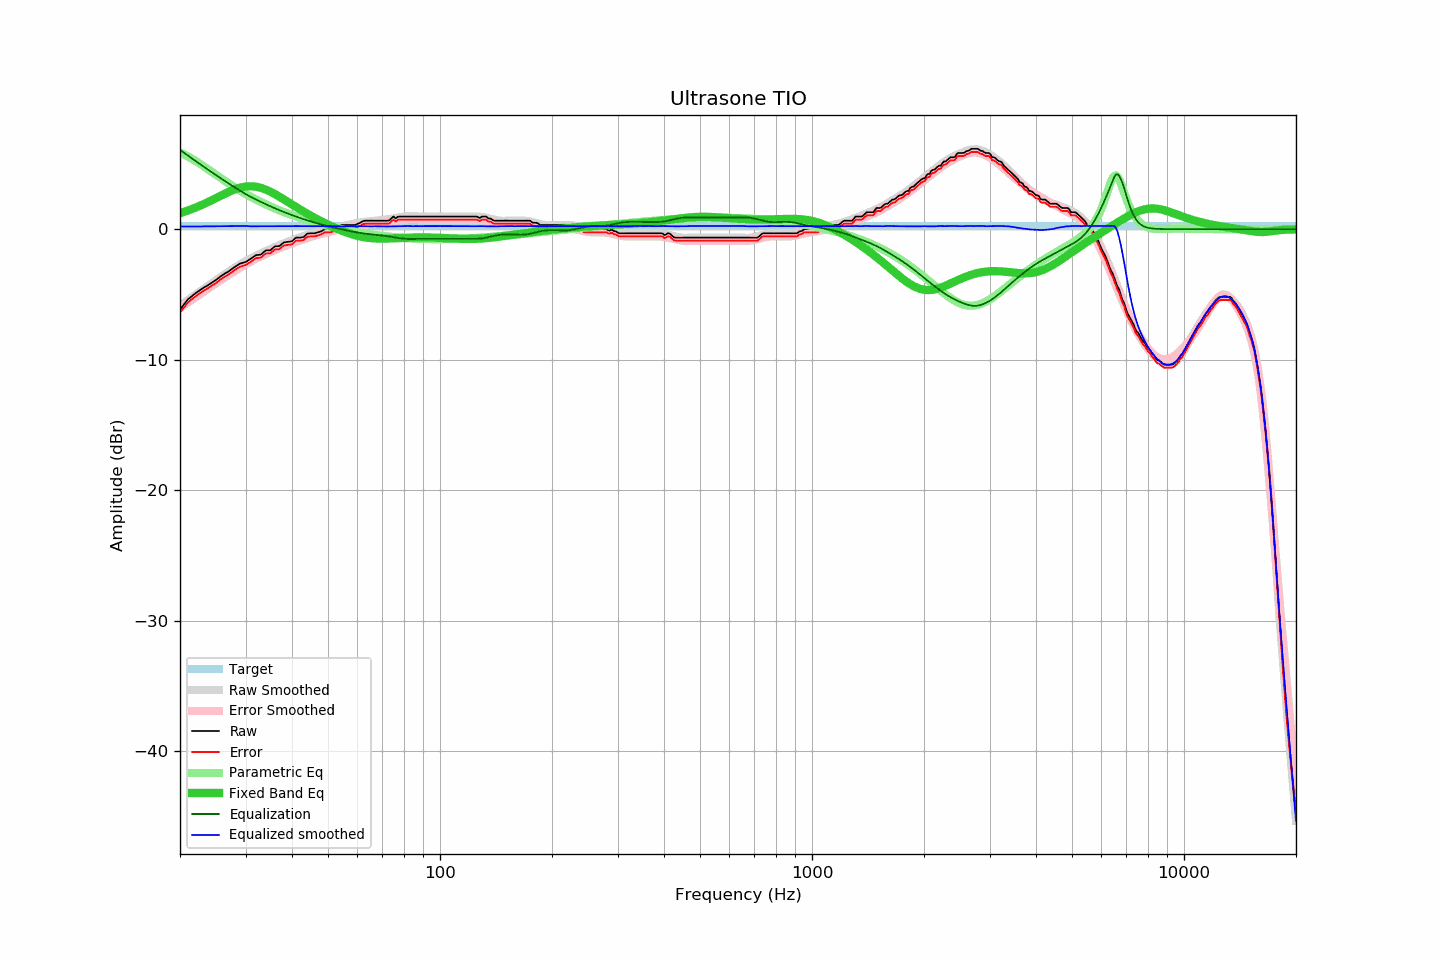 Ultrasone TIO
Amplitude (dBr)
0
−10
−20
−30
−40
Target
Raw Smoothed
Error Smoothed
Raw
Error
Parametric Eq
Fixed Band Eq
Equalization
Equalized smoothed
100 1000 10000
Frequency (Hz)